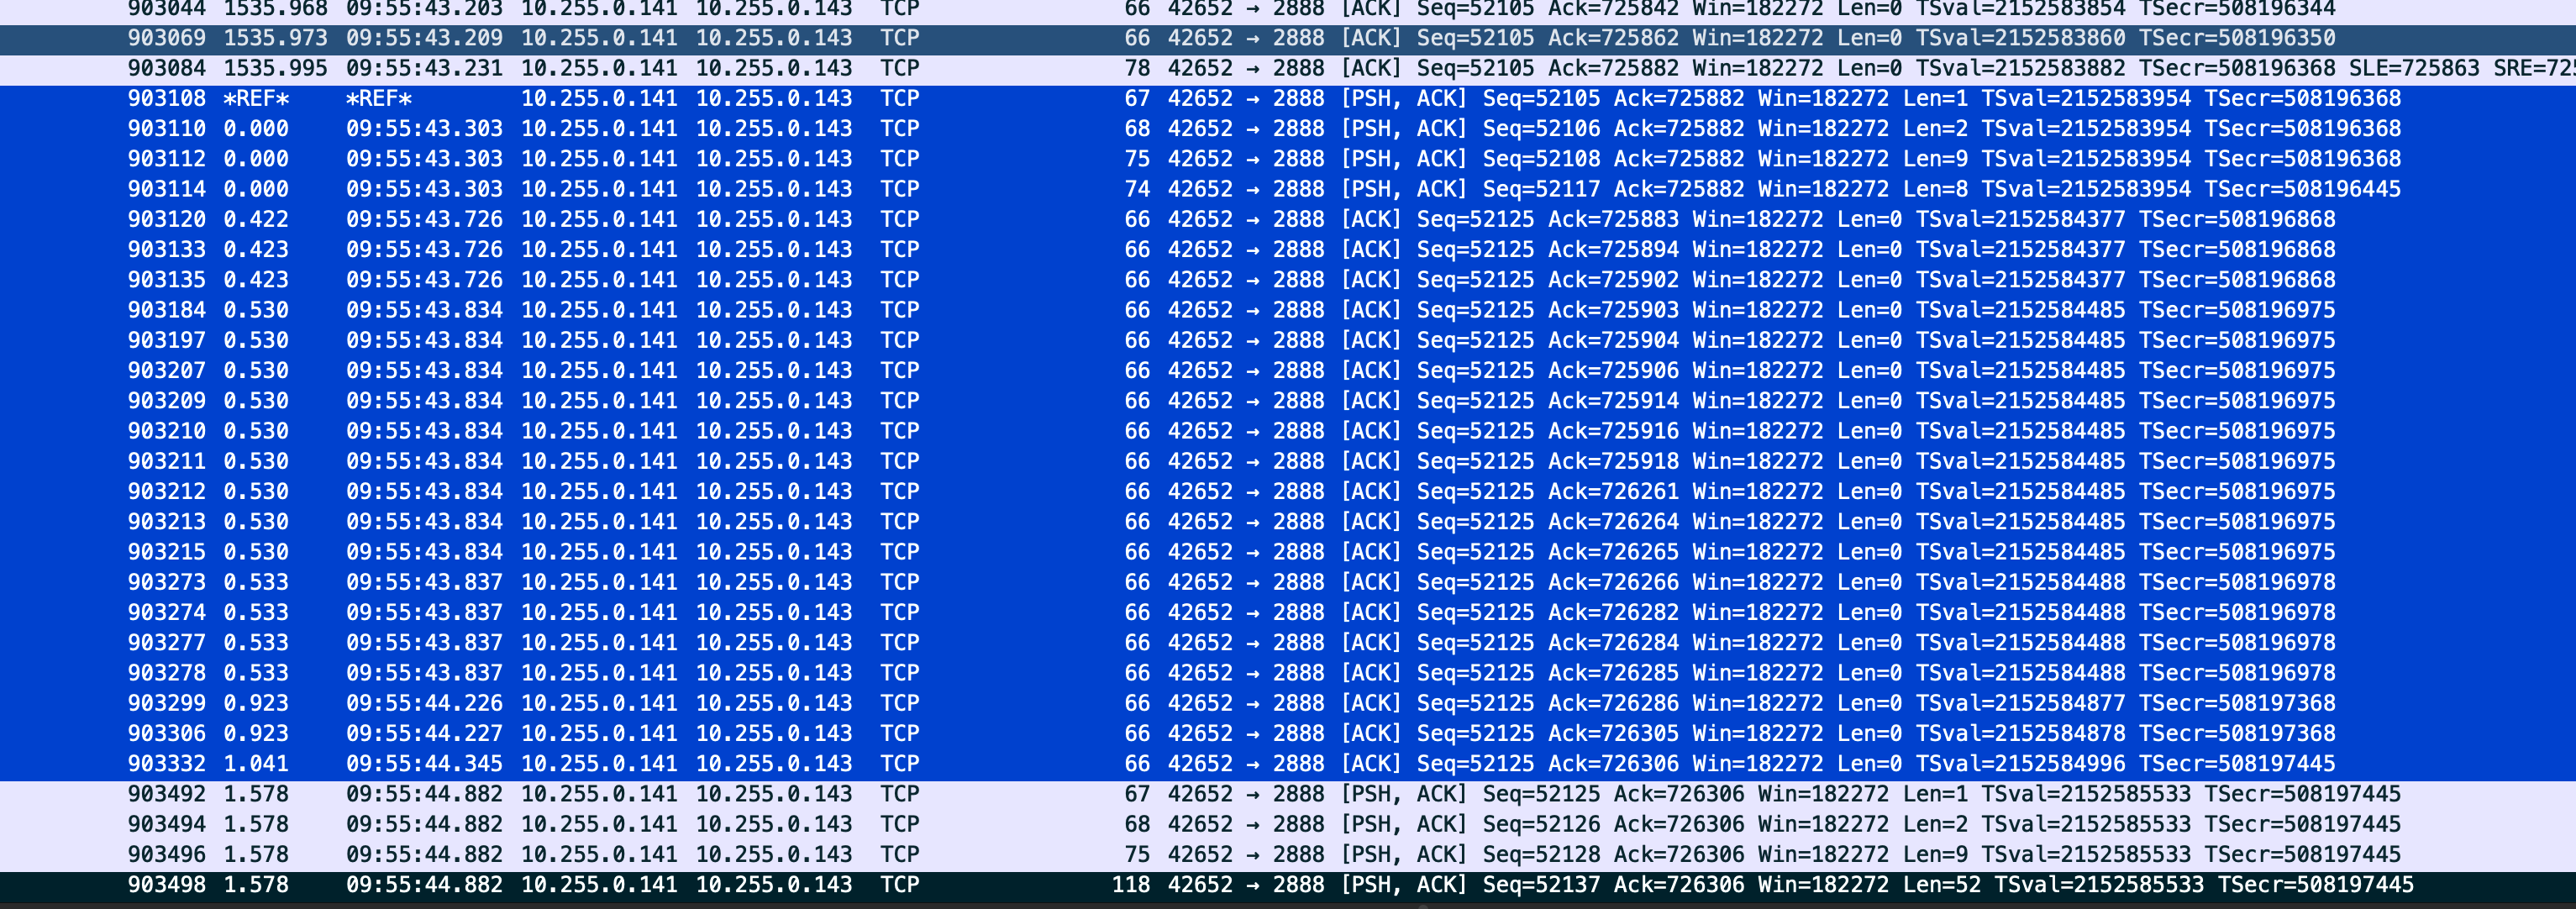 903044 1535.968 09:55:43.203 10.255.0.141 10.255.0.143 TCP 66 42652 → 2888 [ACK] Seq=52105 Ack=725842 Win=182272 Len=0 TSval=2152583854 TSecr=508196344
903069 1535.973 09:55:43.209 10.255.0.141 10.255.0.143 TCP 66 42652 → 2888 [ACK] Seq=52105 Ack=725862 Win=182272 Len=0 TSval=2152583860 TSecr=508196350
903084 1535.995 09:55:43.231 10.255.0.141 10.255.0.143 TCP 78 42652 → 2888 [ACK] Seq=52105 Ack=725882 Win=182272 Len=0 TSval=2152583882 TSecr=508196368 SLE=725863
903108 *REF* *REF* 10.255.0.141 10.255.0.143 TCP 67 42652 → 2888 [PSH, ACK] Seq=52105 Ack=725882 Win=182272 Len=1 TSval=2152583954 TSecr=508196368
903110 0.000 09:55:43.303 10.255.0.141 10.255.0.143 TCP 68 42652 → 2888 [PSH, ACK] Seq=52106 Ack=725882 Win=182272 Len=2 TSval=2152583954 TSecr=508196368
903112 0.000 09:55:43.303 10.255.0.141 10.255.0.143 TCP 75 42652 → 2888 [PSH, ACK] Seq=52108 Ack=725882 Win=182272 Len=9 TSval=2152583954 TSecr=508196368
903114 0.000 09:55:43.303 10.255.0.141 10.255.0.143 TCP 74 42652 → 2888 [PSH, ACK] Seq=52117 Ack=725882 Win=182272 Len=8 TSval=2152583954 TSecr=508196445
903120 0.422 09:55:43.726 10.255.0.141 10.255.0.143 TCP 66 42652 → 2888 [ACK] Seq=52125 Ack=725883 Win=182272 Len=0 TSval=2152584377 TSecr=508196868
903133 0.423 09:55:43.726 10.255.0.141 10.255.0.143 TCP 66 42652 → 2888 [ACK] Seq=52125 Ack=725894 Win=182272 Len=0 TSval=2152584377 TSecr=508196868
903135 0.423 09:55:43.726 10.255.0.141 10.255.0.143 TCP 66 42652 → 2888 [ACK] Seq=52125 Ack=725902 Win=182272 Len=0 TSval=2152584377 TSecr=508196868
903184 0.530 09:55:43.834 10.255.0.141 10.255.0.143 TCP 66 42652 → 2888 [ACK] Seq=52125 Ack=725903 Win=182272 Len=0 TSval=2152584485 TSecr=508196975
903197 0.530 09:55:43.834 10.255.0.141 10.255.0.143 TCP 66 42652 → 2888 [ACK] Seq=52125 Ack=725904 Win=182272 Len=0 TSval=2152584485 TSecr=508196975
903207 0.530 09:55:43.834 10.255.0.141 10.255.0.143 TCP 66 42652 → 2888 [ACK] Seq=52125 Ack=725906 Win=182272 Len=0 TSval=2152584485 TSecr=508196975
903209 0.530 09:55:43.834 10.255.0.141 10.255.0.143 TCP 66 42652 → 2888 [ACK] Seq=52125 Ack=725914 Win=182272 Len=0 TSval=2152584485 TSecr=508196975
903210 0.530 09:55:43.834 10.255.0.141 10.255.0.143 TCP 66 42652 → 2888 [ACK] Seq=52125 Ack=725916 Win=182272 Len=0 TSval=2152584485 TSecr=508196975
903211 0.530 09:55:43.834 10.255.0.141 10.255.0.143 TCP 66 42652 → 2888 [ACK] Seq=52125 Ack=725918 Win=182272 Len=0 TSval=2152584485 TSecr=508196975
903212 0.530 09:55:43.834 10.255.0.141 10.255.0.143 TCP 66 42652 → 2888 [ACK] Seq=52125 Ack=726261 Win=182272 Len=0 TSval=2152584485 TSecr=508196975
903213 0.530 09:55:43.834 10.255.0.141 10.255.0.143 TCP 66 42652 → 2888 [ACK] Seq=52125 Ack=726264 Win=182272 Len=0 TSval=2152584485 TSecr=508196975
903215 0.530 09:55:43.834 10.255.0.141 10.255.0.143 TCP 66 42652 → 2888 [ACK] Seq=52125 Ack=726265 Win=182272 Len=0 TSval=2152584485 TSecr=508196975
903273 0.533 09:55:43.837 10.255.0.141 10.255.0.143 TCP 66 42652 → 2888 [ACK] Seq=52125 Ack=726266 Win=182272 Len=0 TSval=2152584488 TSecr=508196978
903274 0.533 09:55:43.837 10.255.0.141 10.255.0.143 TCP 66 42652 → 2888 [ACK] Seq=52125 Ack=726282 Win=182272 Len=0 TSval=2152584488 TSecr=508196978
903277 0.533 09:55:43.837 10.255.0.141 10.255.0.143 TCP 66 42652 → 2888 [ACK] Seq=52125 Ack=726284 Win=182272 Len=0 TSval=2152584488 TSecr=508196978
903278 0.533 09:55:43.837 10.255.0.141 10.255.0.143 TCP 66 42652 → 2888 [ACK] Seq=52125 Ack=726285 Win=182272 Len=0 TSval=2152584488 TSecr=508196978
903299 0.923 09:55:44.226 10.255.0.141 10.255.0.143 TCP 66 42652 → 2888 [ACK] Seq=52125 Ack=726286 Win=182272 Len=0 TSval=2152584877 TSecr=508197368
903306 0.923 09:55:44.227 10.255.0.141 10.255.0.143 TCP 66 42652 → 2888 [ACK] Seq=52125 Ack=726305 Win=182272 Len=0 TSval=2152584878 TSecr=508197368
903332 1.041 09:55:44.345 10.255.0.141 10.255.0.143 TCP 66 42652 → 2888 [ACK] Seq=52125 Ack=726306 Win=182272 Len=0 TSval=2152584996 TSecr=508197445
903492 1.578 09:55:44.882 10.255.0.141 10.255.0.143 TCP 67 42652 → 2888 [PSH, ACK] Seq=52125 Ack=726306 Win=182272 Len=1 TSval=2152585533 TSecr=508197445
903494 1.578 09:55:44.882 10.255.0.141 10.255.0.143 TCP 68 42652 → 2888 [PSH, ACK] Seq=52126 Ack=726306 Win=182272 Len=2 TSval=2152585533 TSecr=508197445
903496 1.578 09:55:44.882 10.255.0.141 10.255.0.143 TCP 75 42652 → 2888 [PSH, ACK] Seq=52128 Ack=726306 Win=182272 Len=9 TSval=2152585533 TSecr=508197445
903498 1.578 09:55:44.882 10.255.0.141 10.255.0.143 TCP 118 42652 → 2888 [PSH, ACK] Seq=52137 Ack=726306 Win=182272 Len=52 TSval=2152585533 TSecr=508197445